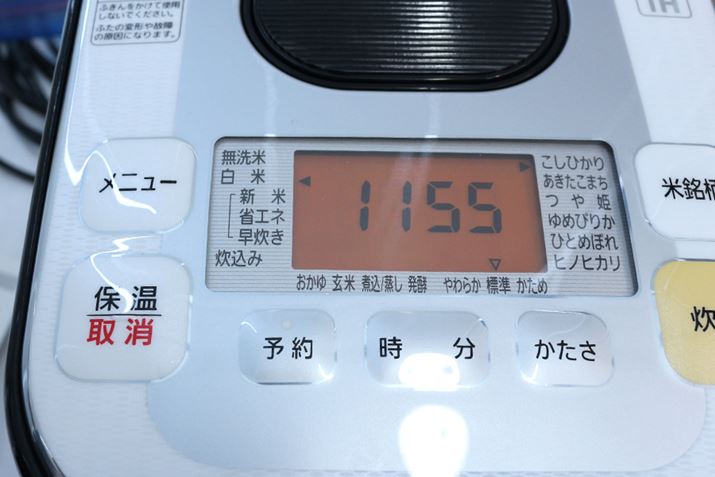 ふきんをかけて使用
しないでください。
ふたの変形や故障
の原因になります。
IH
メニュー
無洗米
白米
新米
省エネ
早炊き
炊込み
1155
こしひかり
あきたこまち
つや姫
ゆめぴりか
ひとめぼれ
ヒノヒカリ
米銘柄
おかゆ 玄米 煮込/蒸し 発酵 やわらか 標準 かため
保温
取消
予約
時 分
かたさ
炊